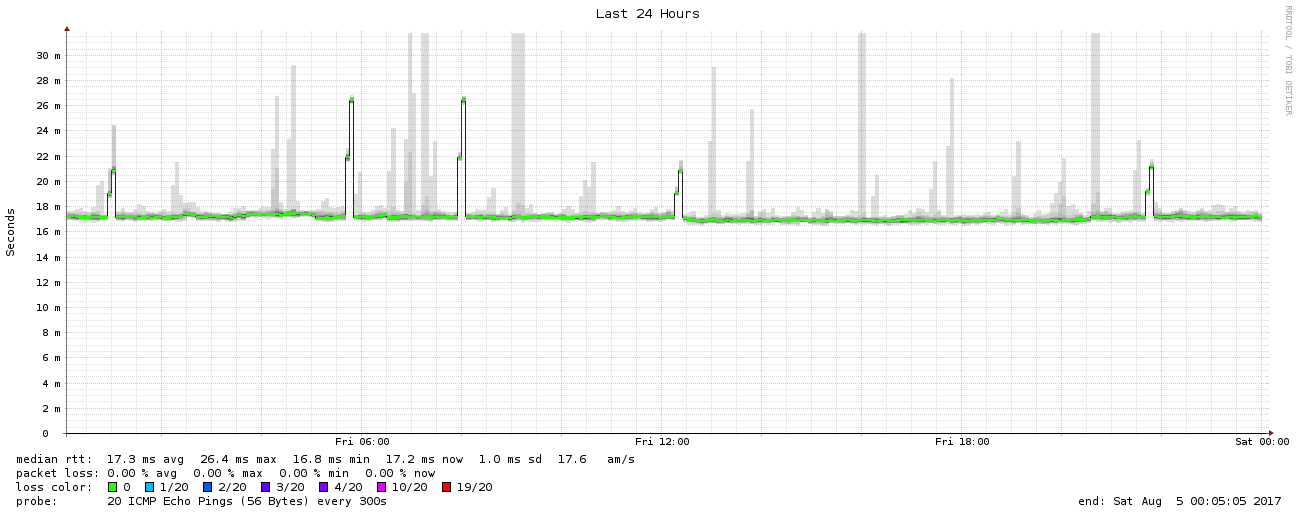 Last 24 Hours
RRDTOOL / TOBI OETIKER
Seconds
30 m
28 m
26 m
24 m
22 m
20 m
18 m
16 m
14 m
12 m
10 m
8 m
6 m
4 m
2 m
0
Fri 06:00 Fri 12:00 Fri 18:00 Sat 00:00
median rtt: 17.3 ms avg 26.4 ms max 16.8 ms min 17.2 ms now 1.0 ms sd 17.6 am/s
packet loss: 0.00 % avg 0.00 % max 0.00 % min 0.00 % now
loss color: 0 1/20 2/20 3/20 4/20 10/20 19/20
probe: 20 ICMP Echo Pings (56 Bytes) every 300s end: Sat Aug 5 00:05:05 2017